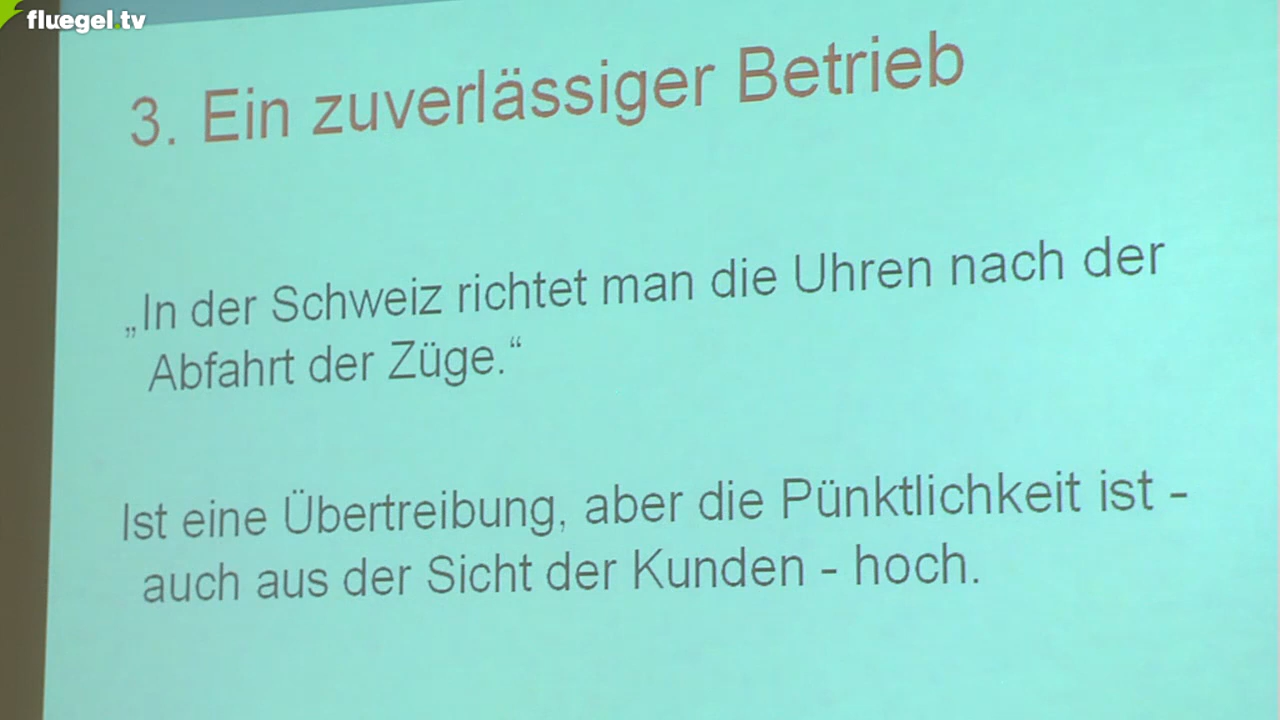 fluegel.tv
3. Ein zuverlässiger Betrieb
„In der Schweiz richtet man die Uhren nach der
Abfahrt der Züge.“
Ist eine Übertreibung, aber die Pünktlichkeit ist -
auch aus der Sicht der Kunden - hoch.